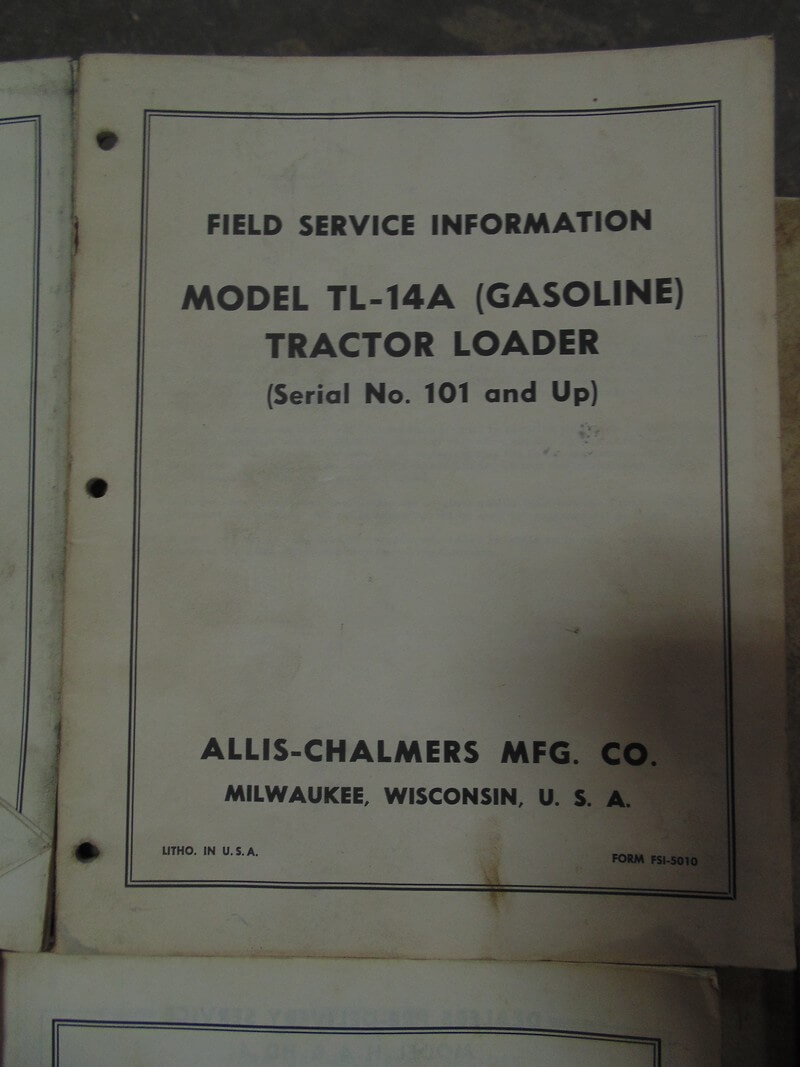 FIELD SERVICE INFORMATION
MODEL TL-14A (GASOLINE)
TRACTOR LOADER
(Serial No. 101 and Up)
ALLIS-CHALMERS MFG. CO.
MILWAUKEE, WISCONSIN, U. S. A.
LITHO. IN U.S.A.
FORM FSI-5010